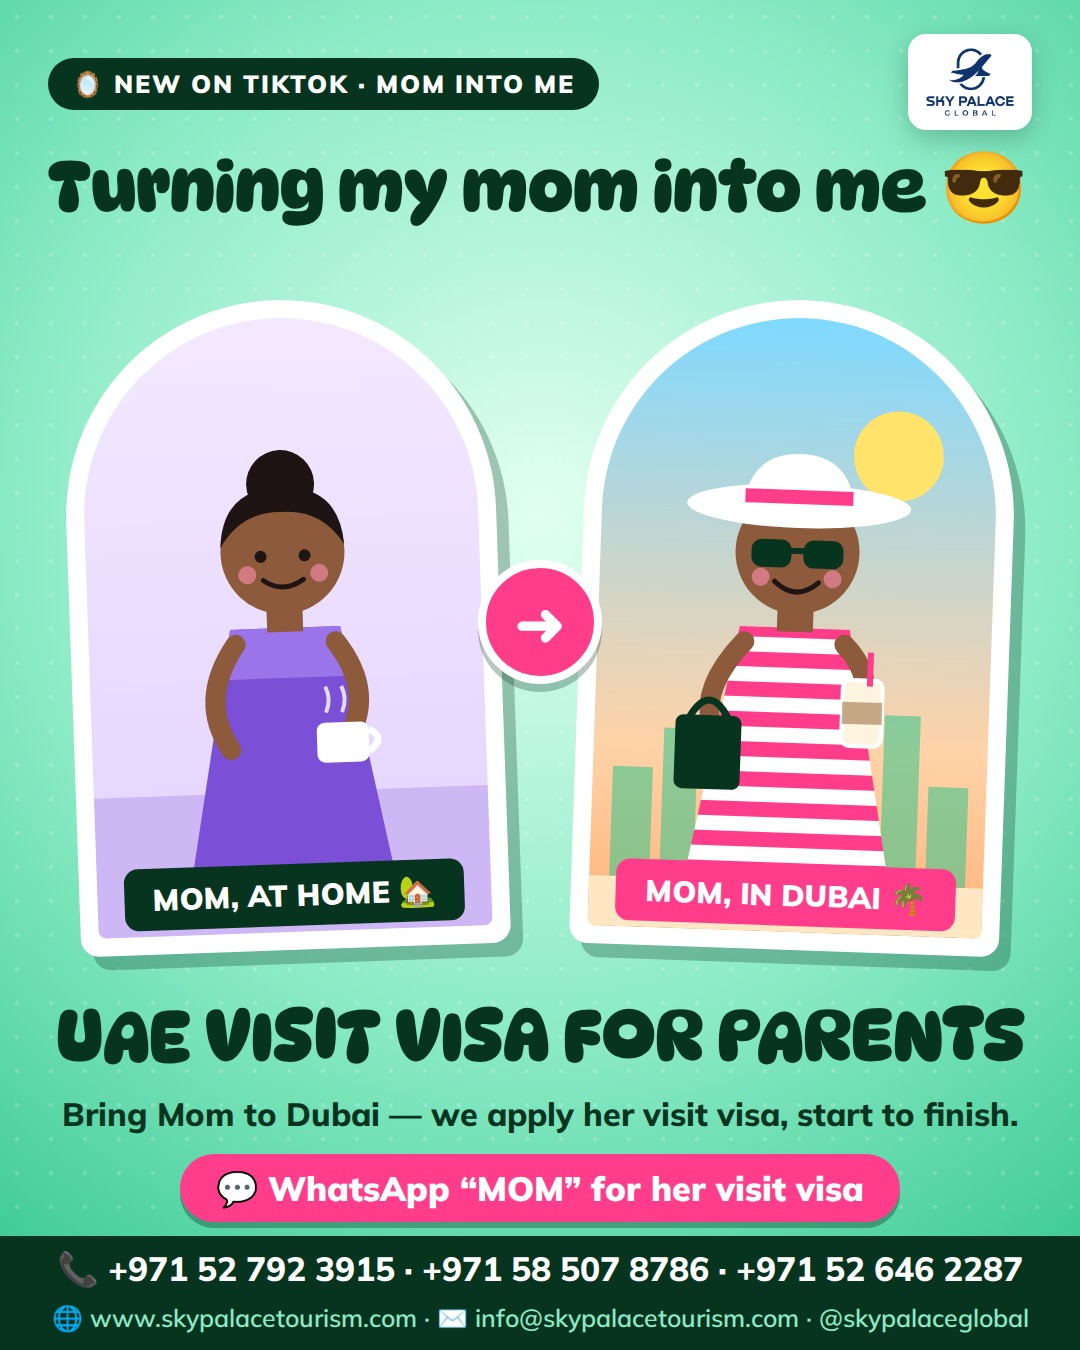 🪞 NEW ON TIKTOK · MOM INTO ME
SKY PALACE
GLOBAL
Turning my mom into me 😎
MOM, AT HOME 🏡
MOM, IN DUBAI 🌴
UAE VISIT VISA FOR PARENTS
Bring Mom to Dubai — we apply her visit visa, start to finish.
💬 WhatsApp “MOM” for her visit visa
📞 +971 52 792 3915 · +971 58 507 8786 · +971 52 646 2287
🌐 www.skypalacetourism.com · ✉️ info@skypalacetourism.com · @skypalaceglobal